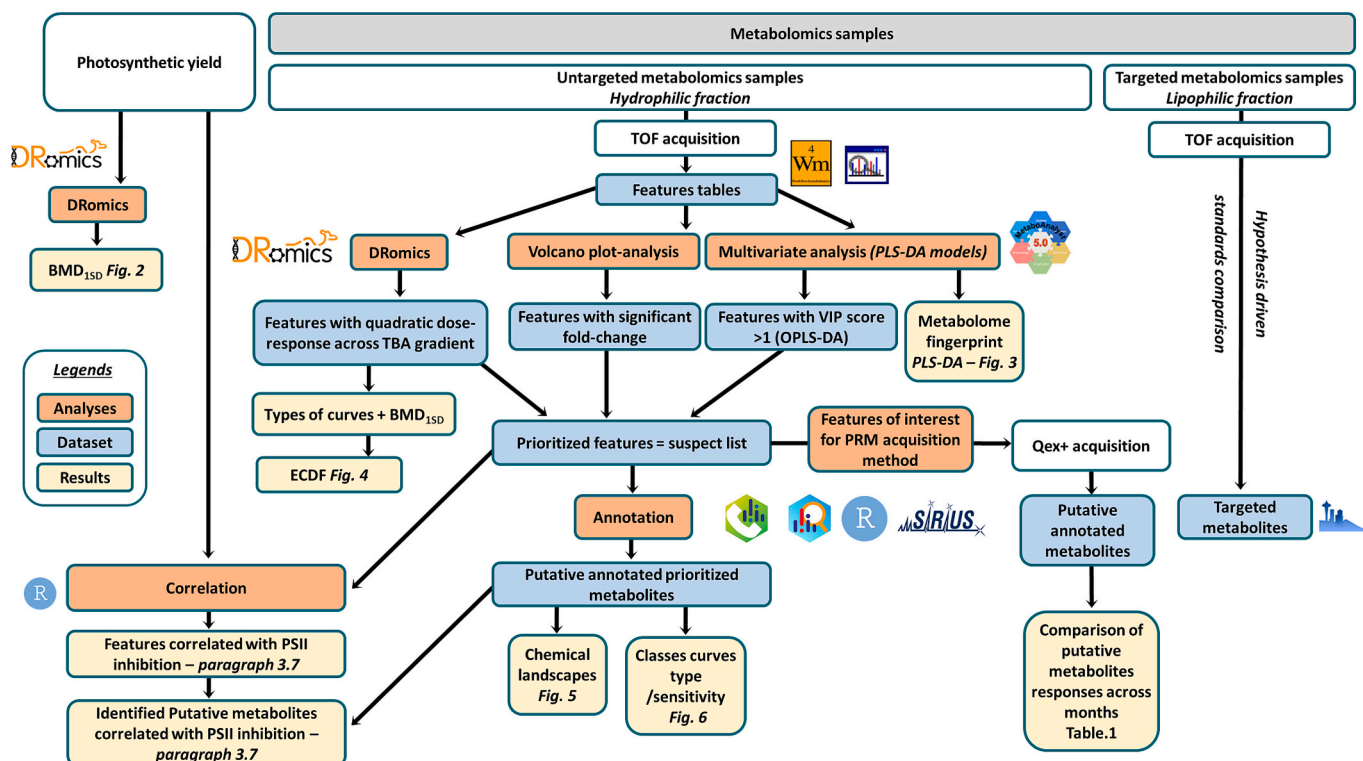 Photosynthetic yield
Metabolomics samples
Untargeted metabolomics samples
Hydrophilic fraction
Targeted metabolomics samples
Lipophilic fraction
TOF acquisition
TOF acquisition
DRomics
4
Wm
DRomics
BMD1SD Fig. 2
Features tables
DRomics
DRomics
Volcano plot-analysis
Multivariate analysis (PLS-DA models)
MetaboAnalyst
5.0
Hypothesis driven
standards comparison
Features with quadratic dose-
response across TBA gradient
Features with significant
fold-change
Features with VIP score
>1 (OPLS-DA)
Metabolome
fingerprint
PLS-DA – Fig. 3
Legends
Analyses
Dataset
Results
Types of curves + BMD1SD
ECDF Fig. 4
Prioritized features = suspect list
Features of interest
for PRM acquisition
method
Qex+ acquisition
Annotation
R
SIRIUS
Putative
annotated
metabolites
Targeted
metabolites
R
Correlation
Putative annotated prioritized
metabolites
Features correlated with PSII
inhibition – paragraph 3.7
Chemical
landscapes
Fig. 5
Classes curves
type
/sensitivity
Fig. 6
Comparison of
putative
metabolites
responses across
months
Table.1
Identified Putative metabolites
correlated with PSII inhibition –
paragraph 3.7